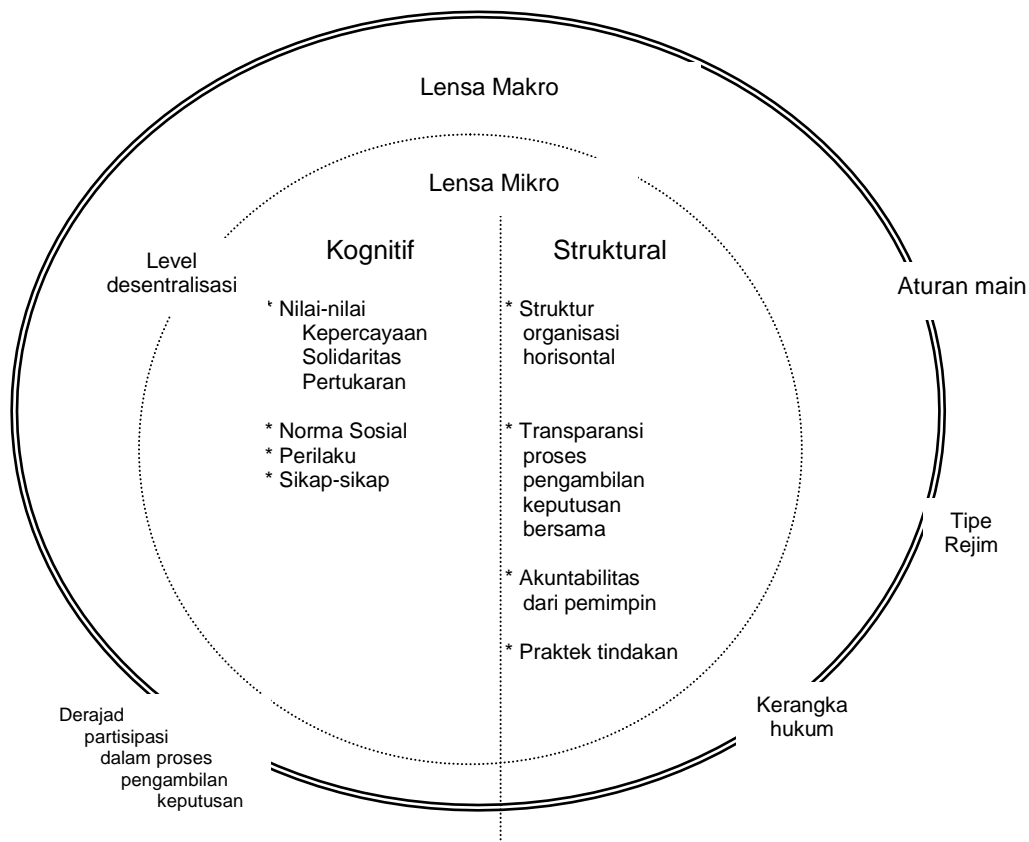 Lensa Makro
Lensa Mikro
Kognitif
Struktural
Level
desentralisasi
* Nilai-nilai
Kepercayaan
Solidaritas
Pertukaran
* Norma Sosial
* Perilaku
* Sikap-sikap
* Struktur
organisasi
horisontal
* Transparansi
proses
pengambilan
keputusan
bersama
* Akuntabilitas
dari pemimpin
* Praktek tindakan
Aturan main
Tipe
Rejim
Kerangka
hukum
Derajad
partisipasi
dalam proses
pengambilan
keputusan